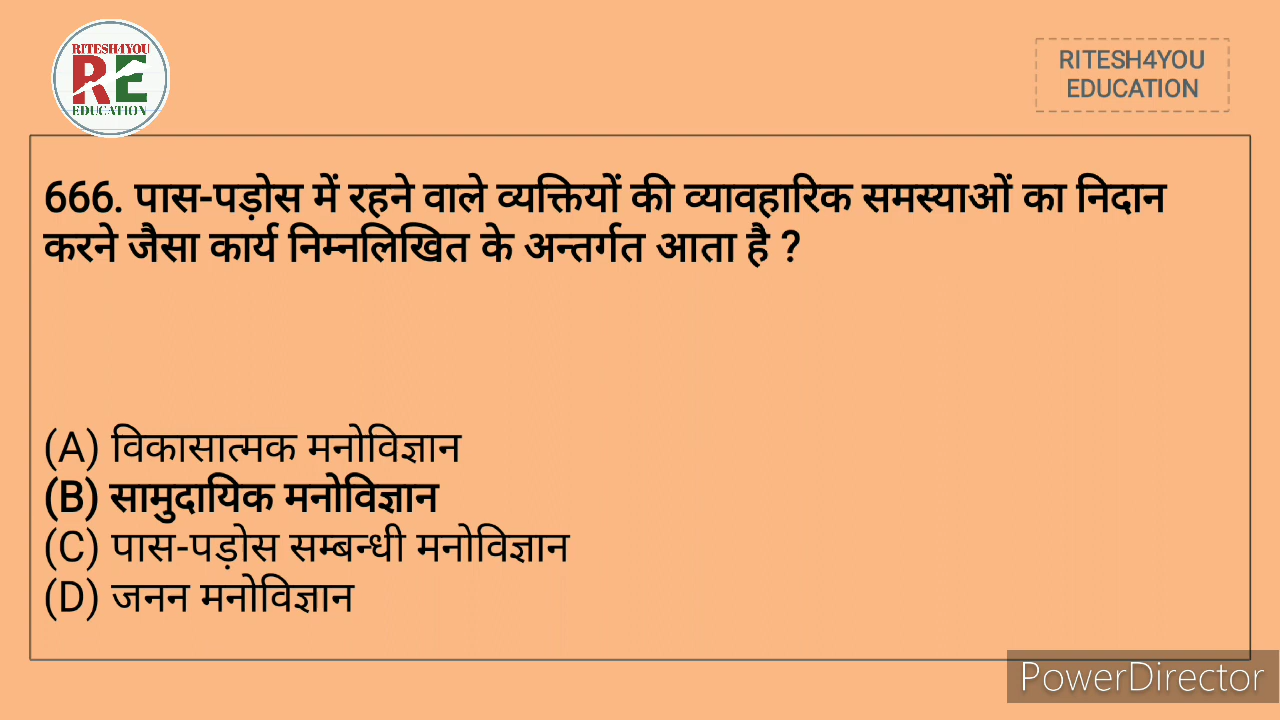 RITESH4YOU
RE
EDUCATION
RITESH4YOU
EDUCATION
666. पास-पड़ोस में रहने वाले व्यक्तियों की व्यावहारिक समस्याओं का निदान
करने जैसा कार्य निम्नलिखित के अन्तर्गत आता है ?
(A) विकासात्मक मनोविज्ञान
(B) सामुदायिक मनोविज्ञान
(C) पास-पड़ोस सम्बन्धी मनोविज्ञान
(D) जनन मनोविज्ञान
PowerDirector